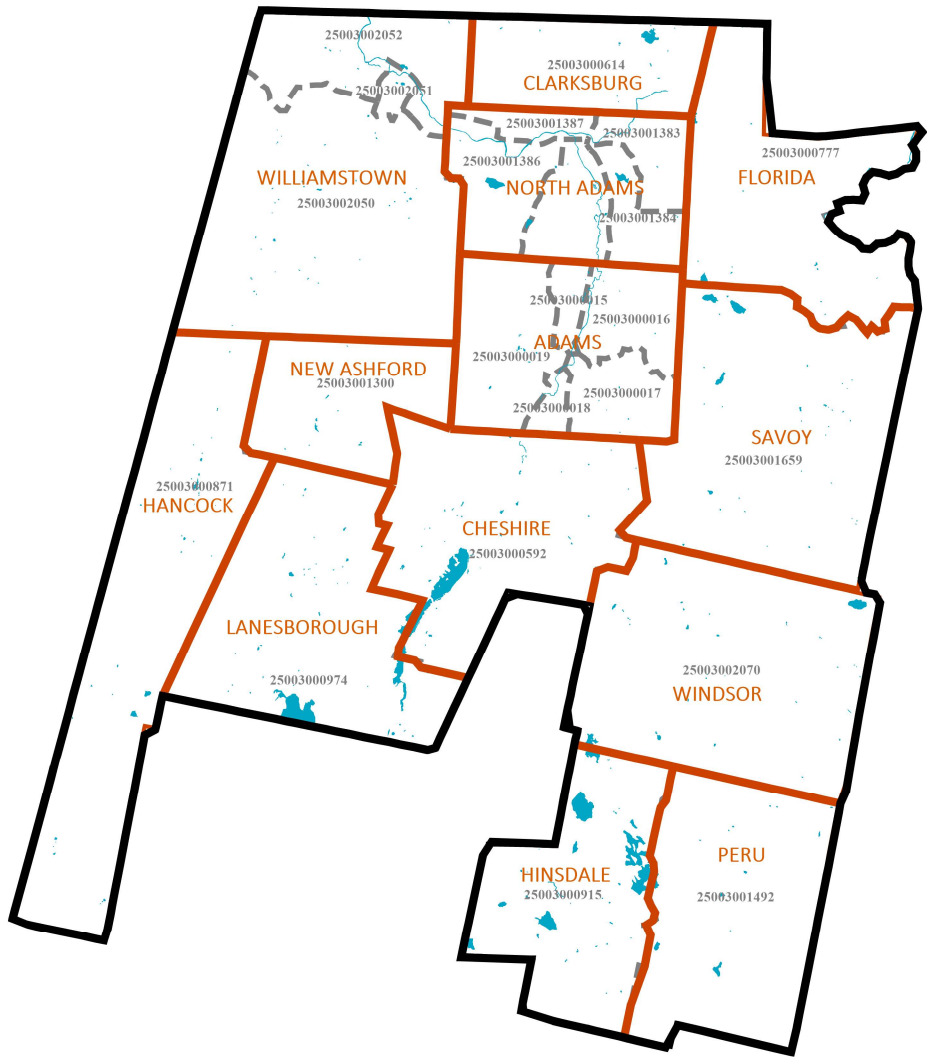 25003002052
25003000614
CLARKSBURG
25003002051
25003001387
25003001383
25003000777
25003001386
WILLIAMSTOWN
NORTH ADAMS
FLORIDA
25003002050
25003001384
25003000015
25003000016
ADAMS
25003000019
NEW ASHFORD
25003001300
25003000017
25003000018
SAVOY
25003001659
25003000871
HANCOCK
CHESHIRE
25003000592
LANESBOROUGH
25003000974
25003002070
WINDSOR
PERU
HINSDALE
25003000915
25003001492